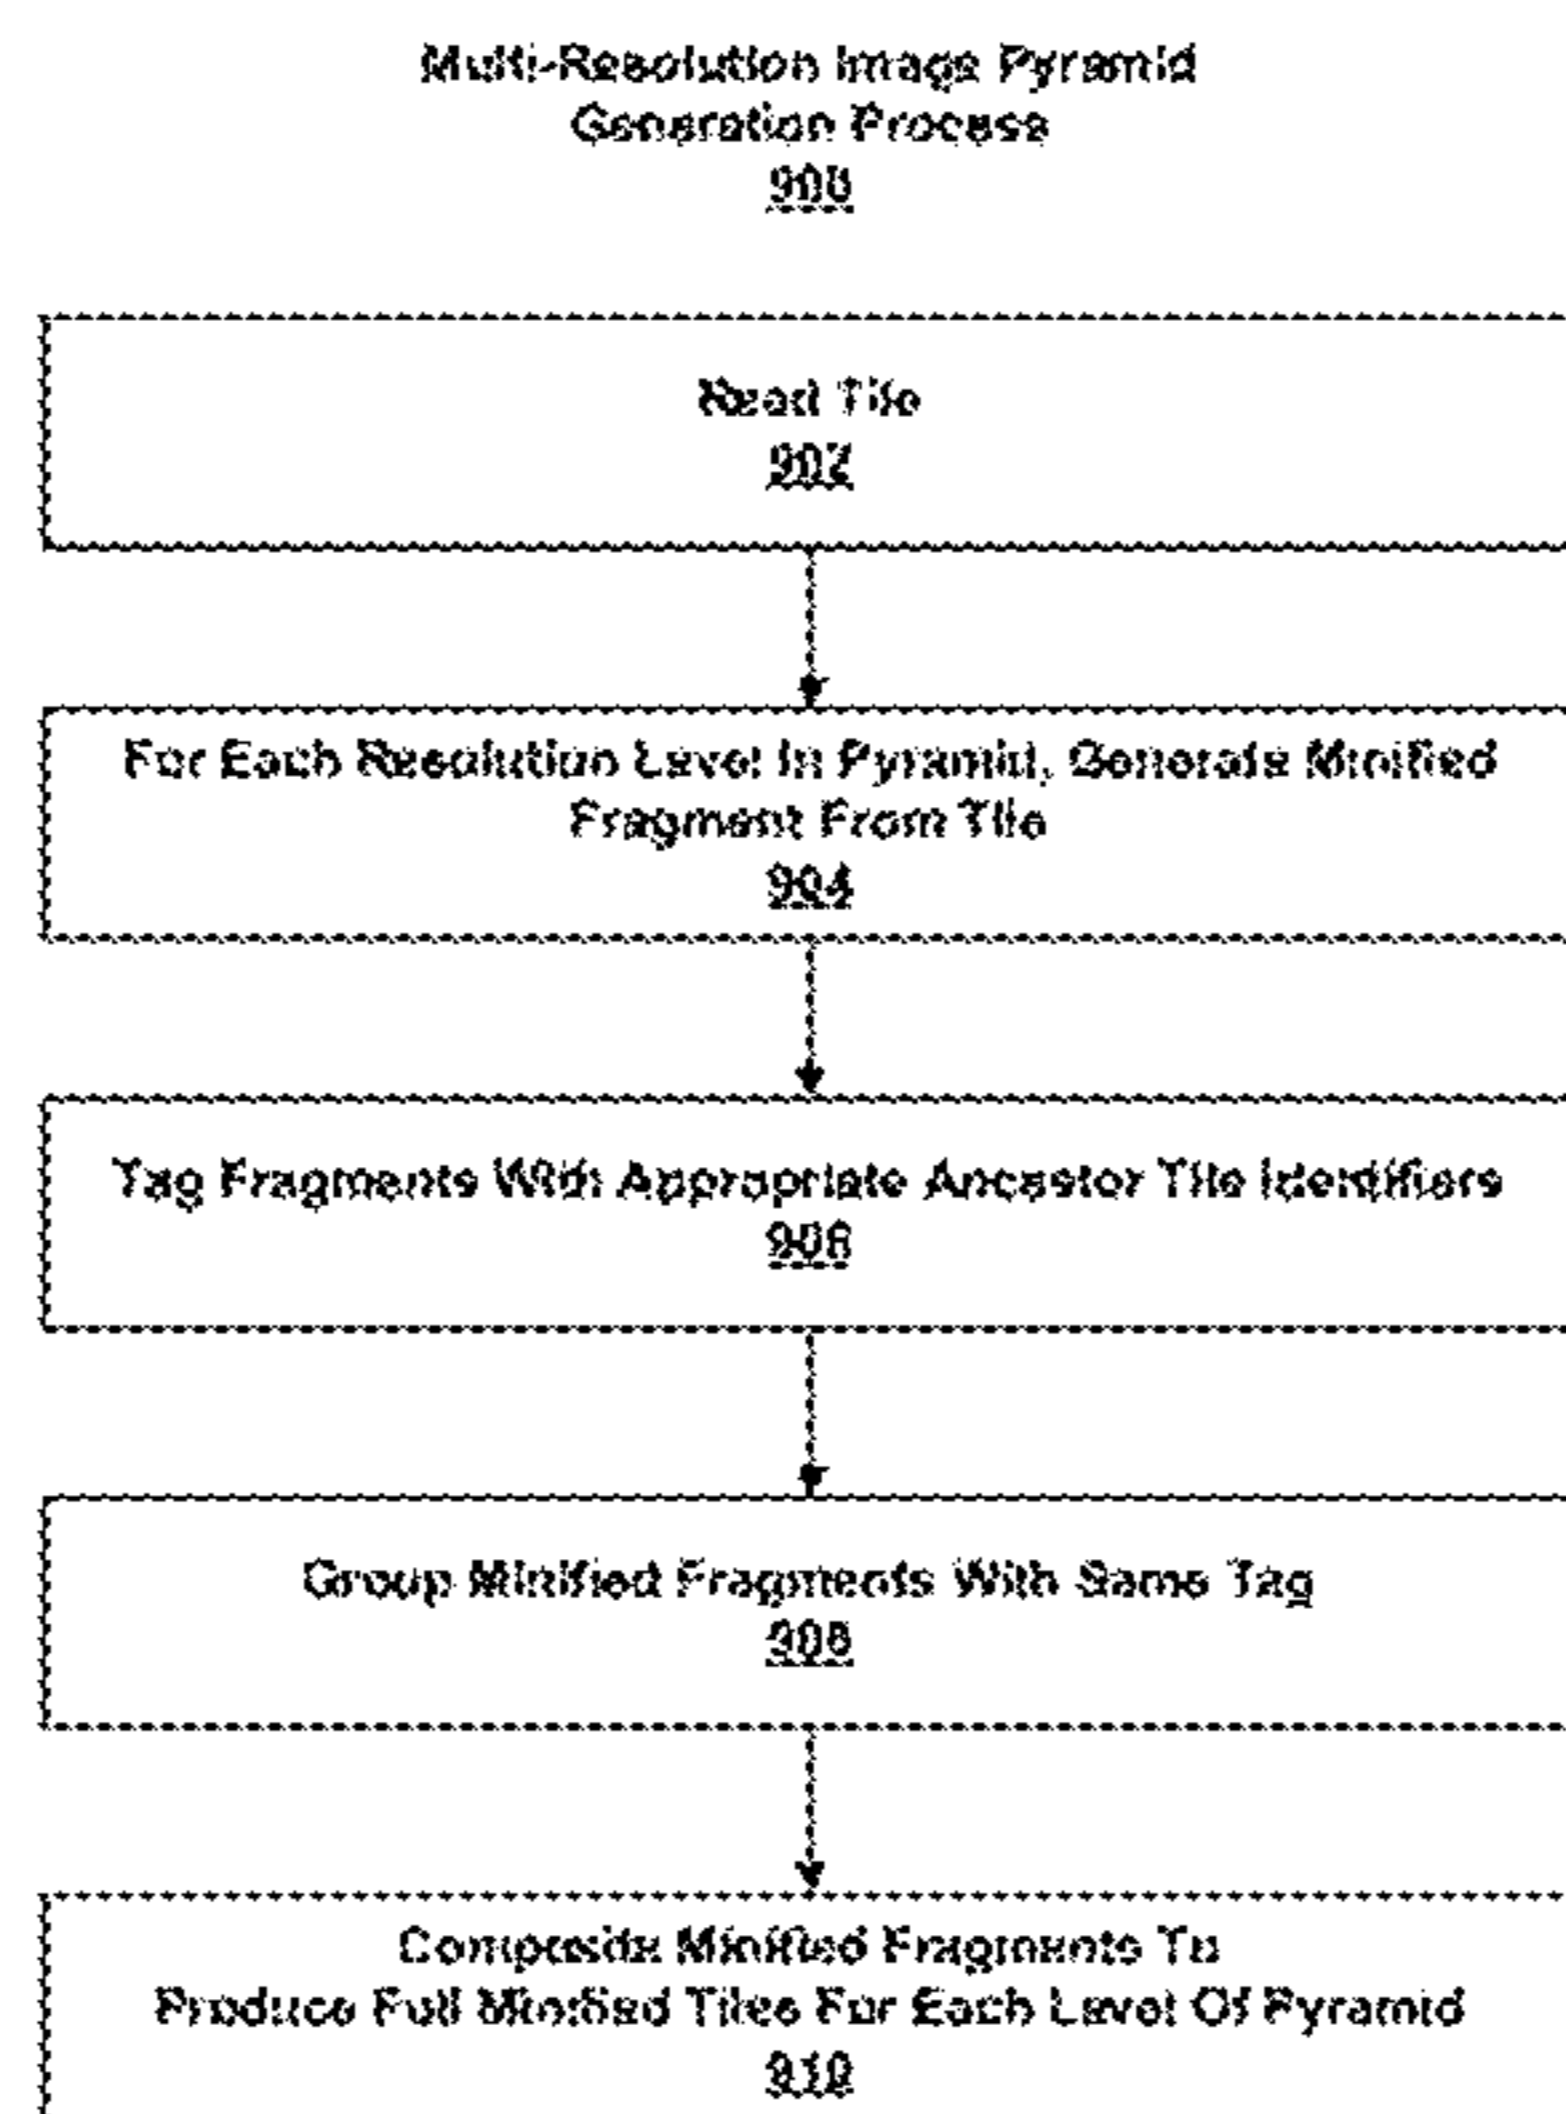 Multi-Resolution Image Pyramid
Generation Process
900
Read Tile
902
For Each Resolution Level In Pyramid, Generate Minified
Fragment From Tile
904
Tag Fragments With Appropriate Ancestor Tile Identifiers
906
Group Minified Fragments With Same Tag
908
Composite Minified Fragments To
Produce Full Minified Tiles For Each Level Of Pyramid
910